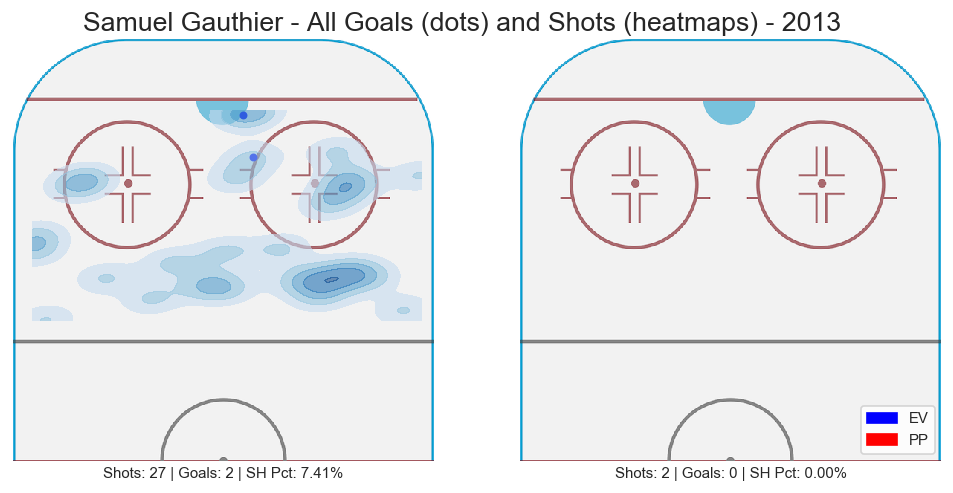 Samuel Gauthier - All Goals (dots) and Shots (heatmaps) - 2013
EV
PP
Shots: 27 | Goals: 2 | SH Pct: 7.41%
Shots: 2 | Goals: 0 | SH Pct: 0.00%